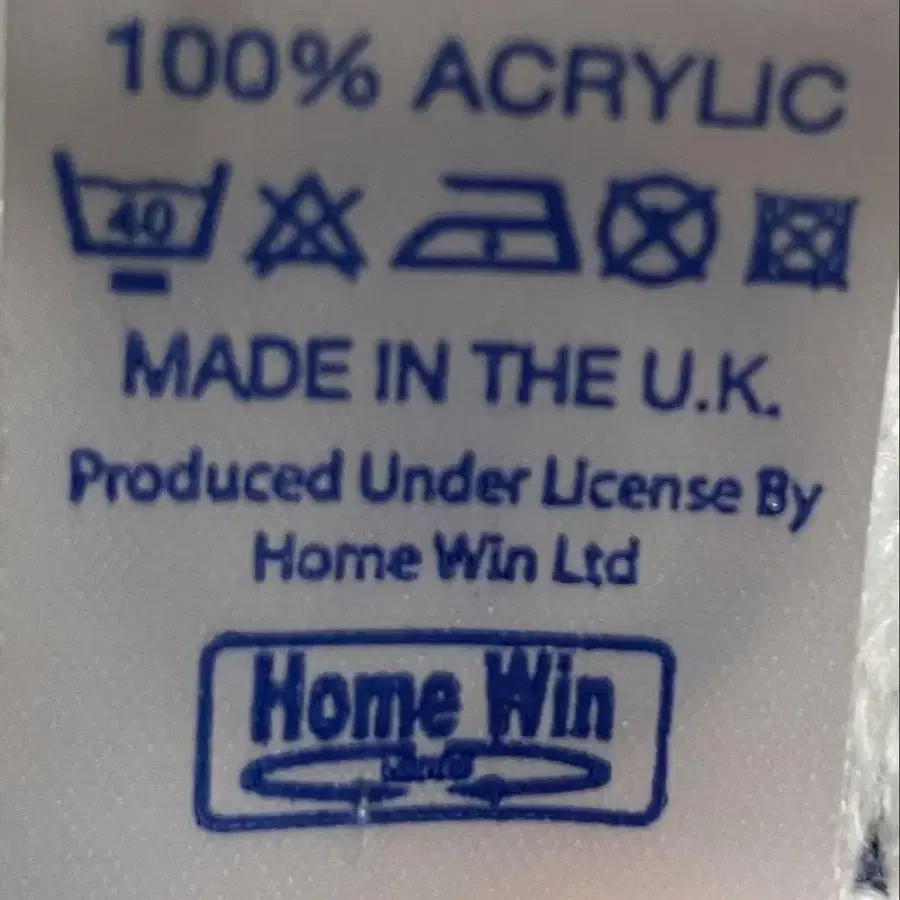 100% ACRYLIC
40
MADE IN THE U.K.
Produced Under License By
Home Win Ltd
Home Win